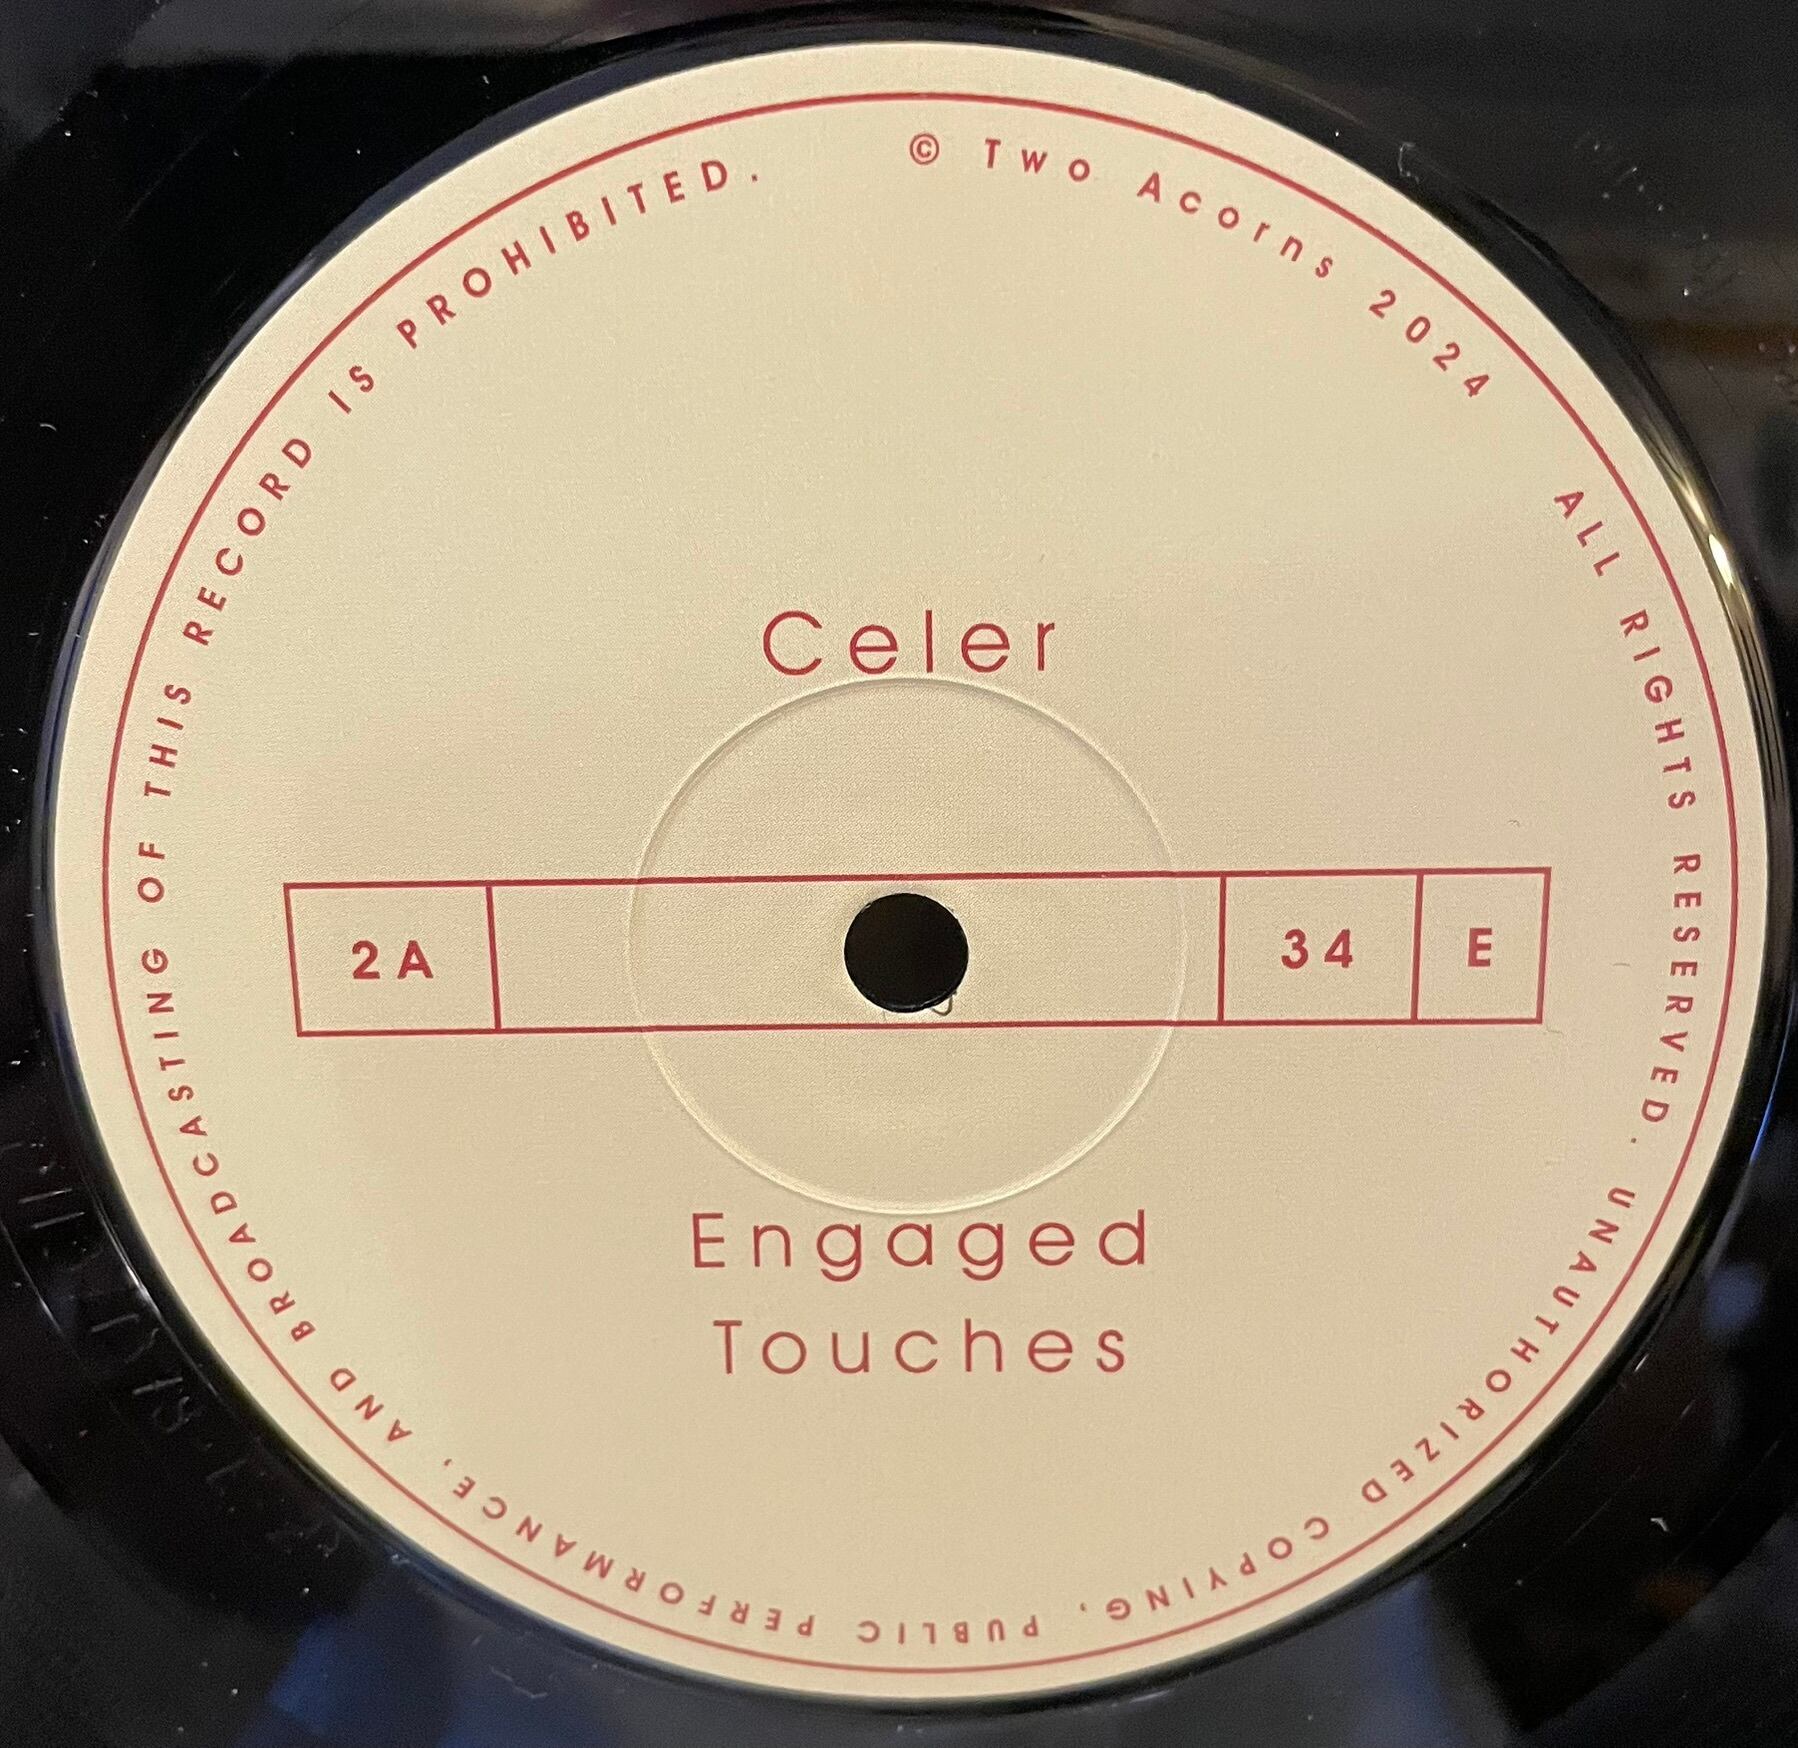 © Two Acorns 2024 ALL RIGHTS RESERVED. UNAUTHORIZED COPYING, PUBLIC PERFORMANCE, AND BROADCASTING OF THIS RECORD IS PROHIBITED.
Celer
2A 34 E
Engaged
Touches